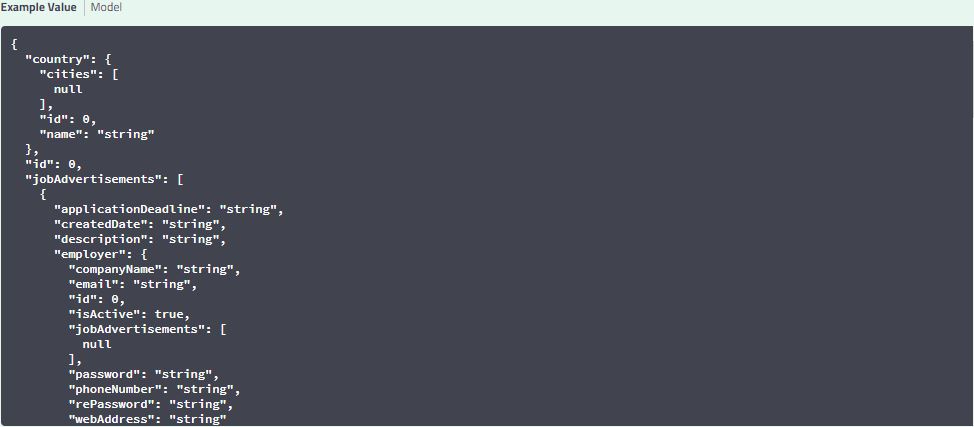 Example Value | Model
{
  "country": {
    "cities": [
      null
    ],
    "id": 0,
    "name": "string"
  },
  "id": 0,
  "jobAdvertisements": [
    {
      "applicationDeadline": "string",
      "createdDate": "string",
      "description": "string",
      "employer": {
        "companyName": "string",
        "email": "string",
        "id": 0,
        "isActive": true,
        "jobAdvertisements": [
          null
        ],
        "password": "string",
        "phoneNumber": "string",
        "rePassword": "string",
        "webAddress": "string"